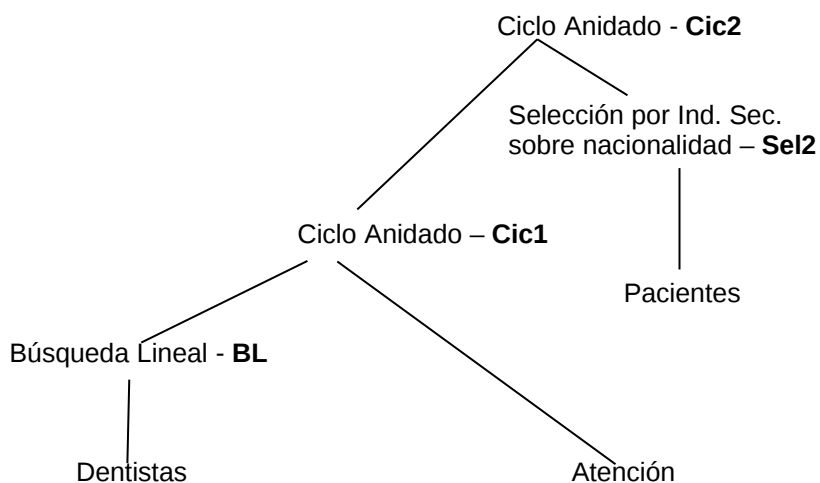 Ciclo Anidado - Cic2
Selección por Ind. Sec.
sobre nacionalidad – Sel2
Ciclo Anidado – Cic1
Pacientes
Búsqueda Lineal - BL
Dentistas
Atención